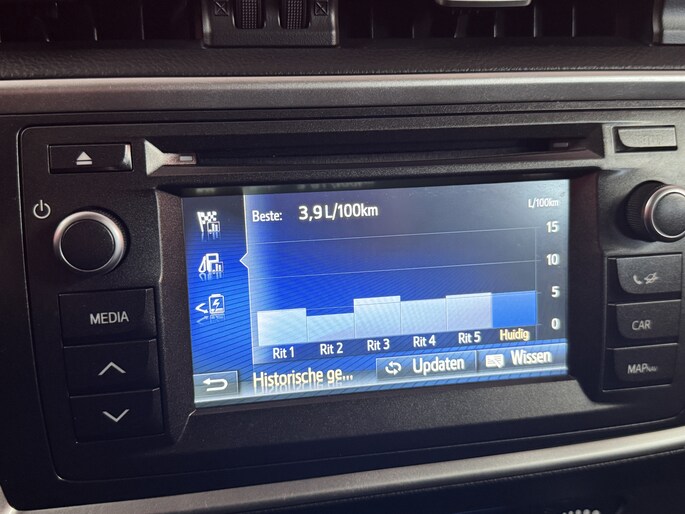 Beste: 3,9 L/100km
L/100km
15
10
5
0
Rit 1 Rit 2 Rit 3 Rit 4 Rit 5 Huidig
Historische ge... Updaten Wissen
MEDIA
CAR
MAP NAV